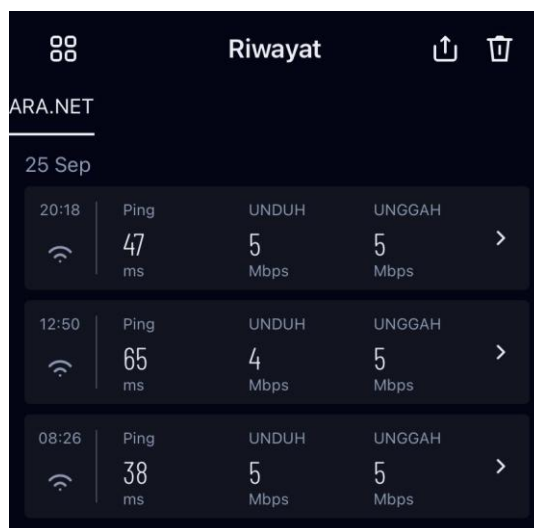 Riwayat
ARA.NET
25 Sep
20:18 Ping UNDUH UNGGAH
47 5 5
ms Mbps Mbps
12:50 Ping UNDUH UNGGAH
65 4 5
ms Mbps Mbps
08:26 Ping UNDUH UNGGAH
38 5 5
ms Mbps Mbps